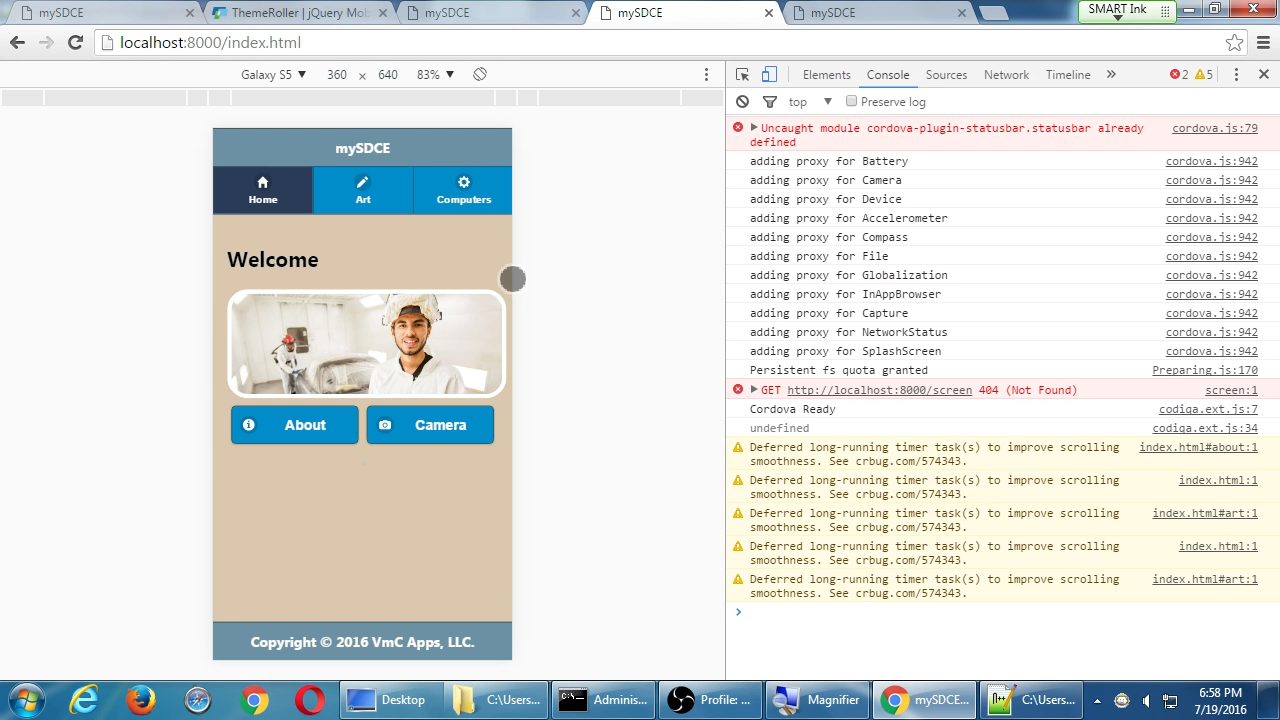 mySDCE
ThemeRoller | jQuery Mob
mySDCE
mySDCE
mySDCE
SMART Ink
localhost:8000/index.html
Galaxy S5 ▼ 360 x 640 83% ▼
Elements Console Sources Network Timeline » 2 5
top ▼ Preserve log
mySDCE
Home Art Computers
Welcome
About Camera
Copyright © 2016 VmC Apps, LLC.
Uncaught module cordova-plugin-statusbar.statusbar already cordova.js:79
defined
adding proxy for Battery cordova.js:942
adding proxy for Camera cordova.js:942
adding proxy for Device cordova.js:942
adding proxy for Accelerometer cordova.js:942
adding proxy for Compass cordova.js:942
adding proxy for File cordova.js:942
adding proxy for Globalization cordova.js:942
adding proxy for InAppBrowser cordova.js:942
adding proxy for Capture cordova.js:942
adding proxy for NetworkStatus cordova.js:942
adding proxy for SplashScreen cordova.js:942
Persistent fs quota granted Preparing.js:170
GET http://localhost:8000/screen 404 (Not Found) screen:1
Cordova Ready codiqa.ext.js:7
undefined codiqa.ext.js:34
Deferred long-running timer task(s) to improve scrolling index.html#about:1
smoothness. See crbug.com/574343.
Deferred long-running timer task(s) to improve scrolling index.html:1
smoothness. See crbug.com/574343.
Deferred long-running timer task(s) to improve scrolling index.html#art:1
smoothness. See crbug.com/574343.
Deferred long-running timer task(s) to improve scrolling index.html:1
smoothness. See crbug.com/574343.
Deferred long-running timer task(s) to improve scrolling index.html#art:1
smoothness. See crbug.com/574343.
Desktop
C:\Users...
Adminis...
Profile: ...
Magnifier
mySDCE...
C:\Users...
6:58 PM
7/19/2016